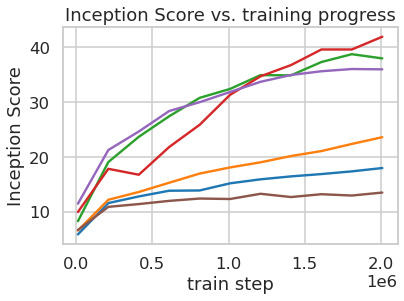 Inception Score vs. training progress
Inception Score
40
30
20
10
0.0 0.5 1.0 1.5 2.0
1e6
train step